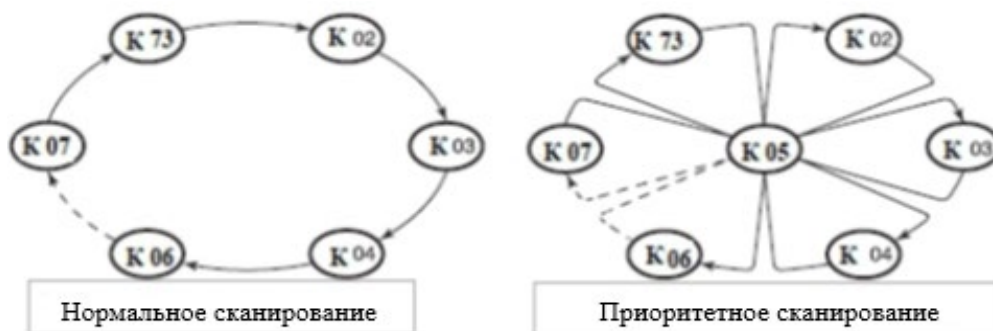 К 73
К 02
К 07
К 03
К 06
К 04
Нормальное сканирование
К 73
К 02
К 07
К 05
К 03
К 06
К 04
Приоритетное сканирование